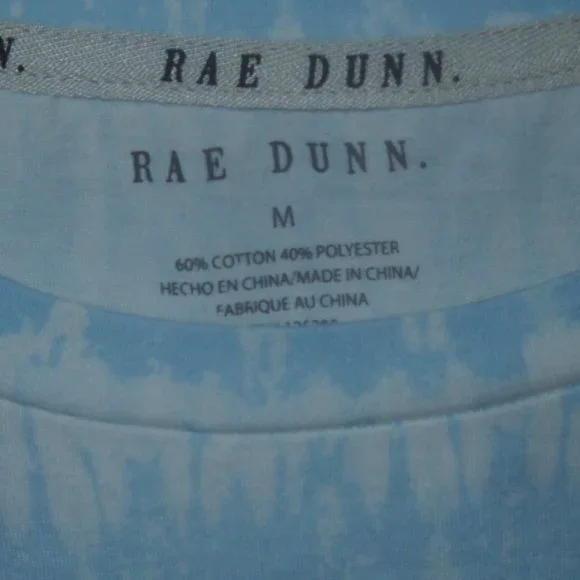 N. RAE DUNN.
RAE DUNN.
M
60% COTTON 40% POLYESTER
HECHO EN CHINA/MADE IN CHINA/
FABRIQUE AU CHINA